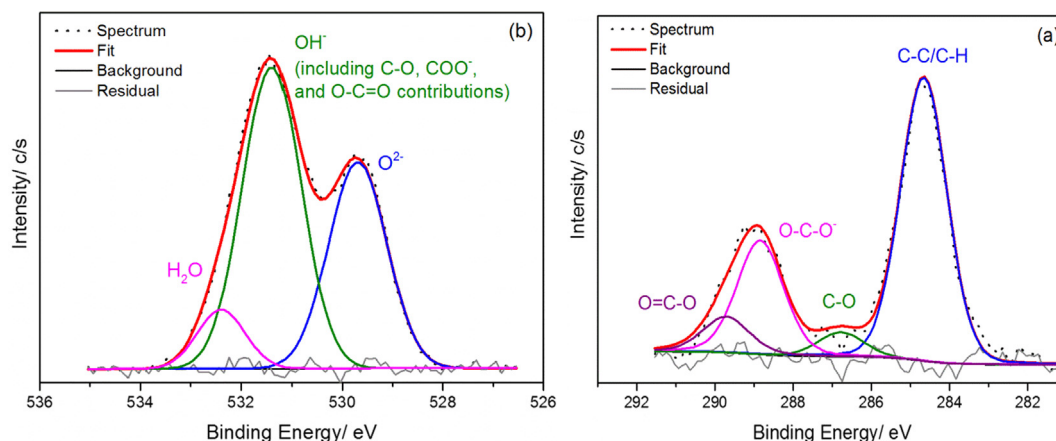 Spectrum
Fit
Background
Residual
(b)
OH⁻
(including C-O, COO⁻,
and O-C=O contributions)
O²⁻
H₂O
Intensity/ c/s
536 534 532 530 528 526
Binding Energy/ eV
Spectrum
Fit
Background
Residual
(a)
C-C/C-H
O-C-O⁻
O=C-O
C-O
Intensity/ c/s
292 290 288 286 284 282
Binding Energy/ eV